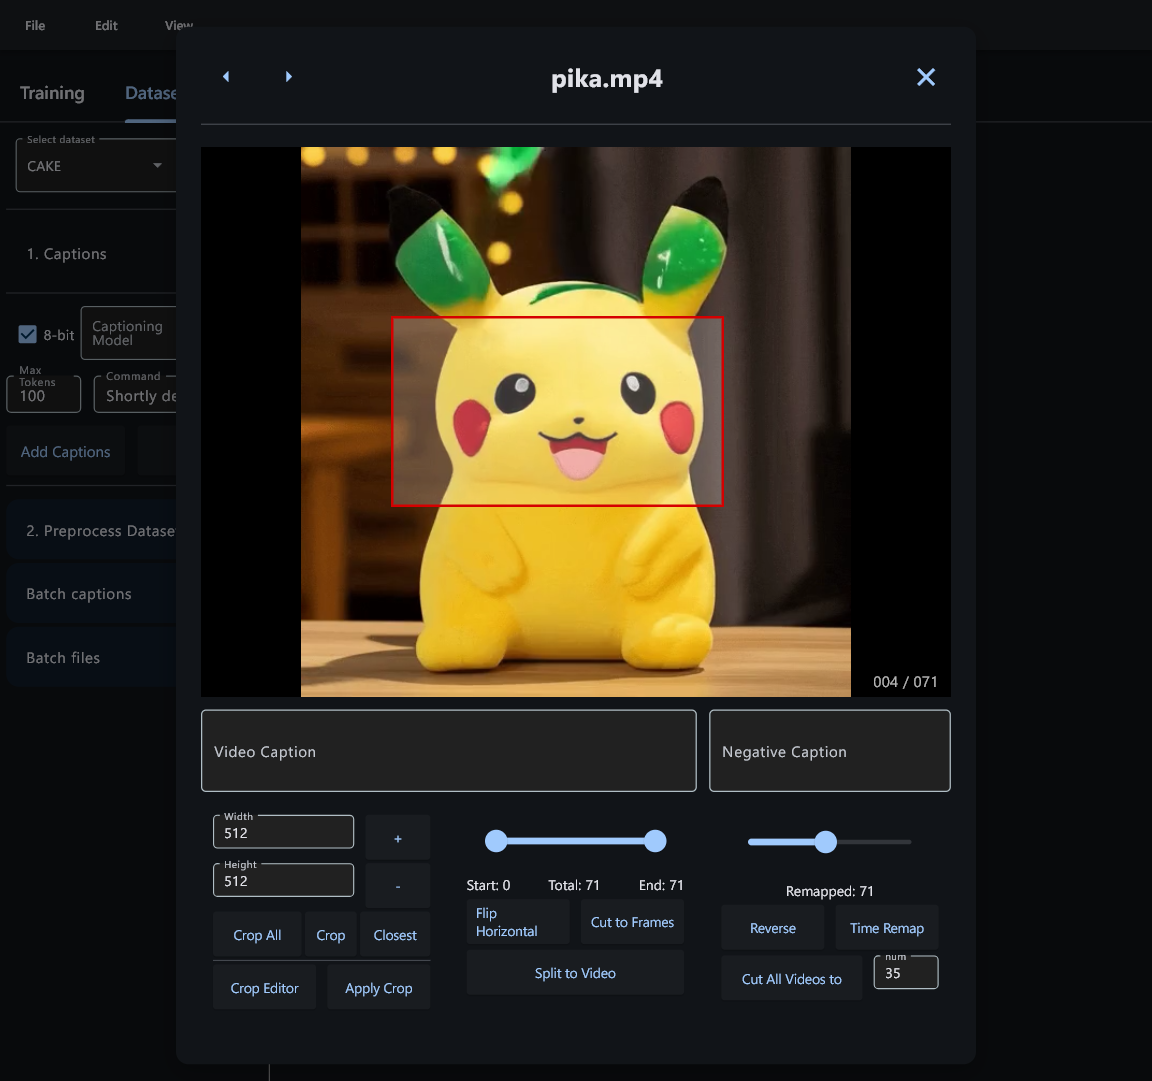 File Edit View
pika.mp4
Training Datase
Select dataset
CAKE
1. Captions
8-bit
Captioning
Model
Max
Tokens
100
Command
Shortly de
Add Captions
2. Preprocess Datase
Batch captions
Batch files
004 / 071
Video Caption
Negative Caption
Width
512
+
Height
512
-
Crop All
Crop
Closest
Crop Editor
Apply Crop
Start: 0
Total: 71
End: 71
Flip
Horizontal
Cut to Frames
Split to Video
Remapped: 71
Reverse
Time Remap
Cut All Videos to
num
35